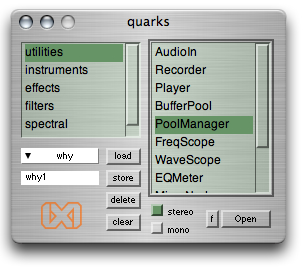 quarks
utilities
instruments
effects
filters
spectral
AudioIn
Recorder
Player
BufferPool
PoolManager
FreqScope
WaveScope
EQMeter
why
load
why1
store
delete
clear
stereo
mono
f
Open